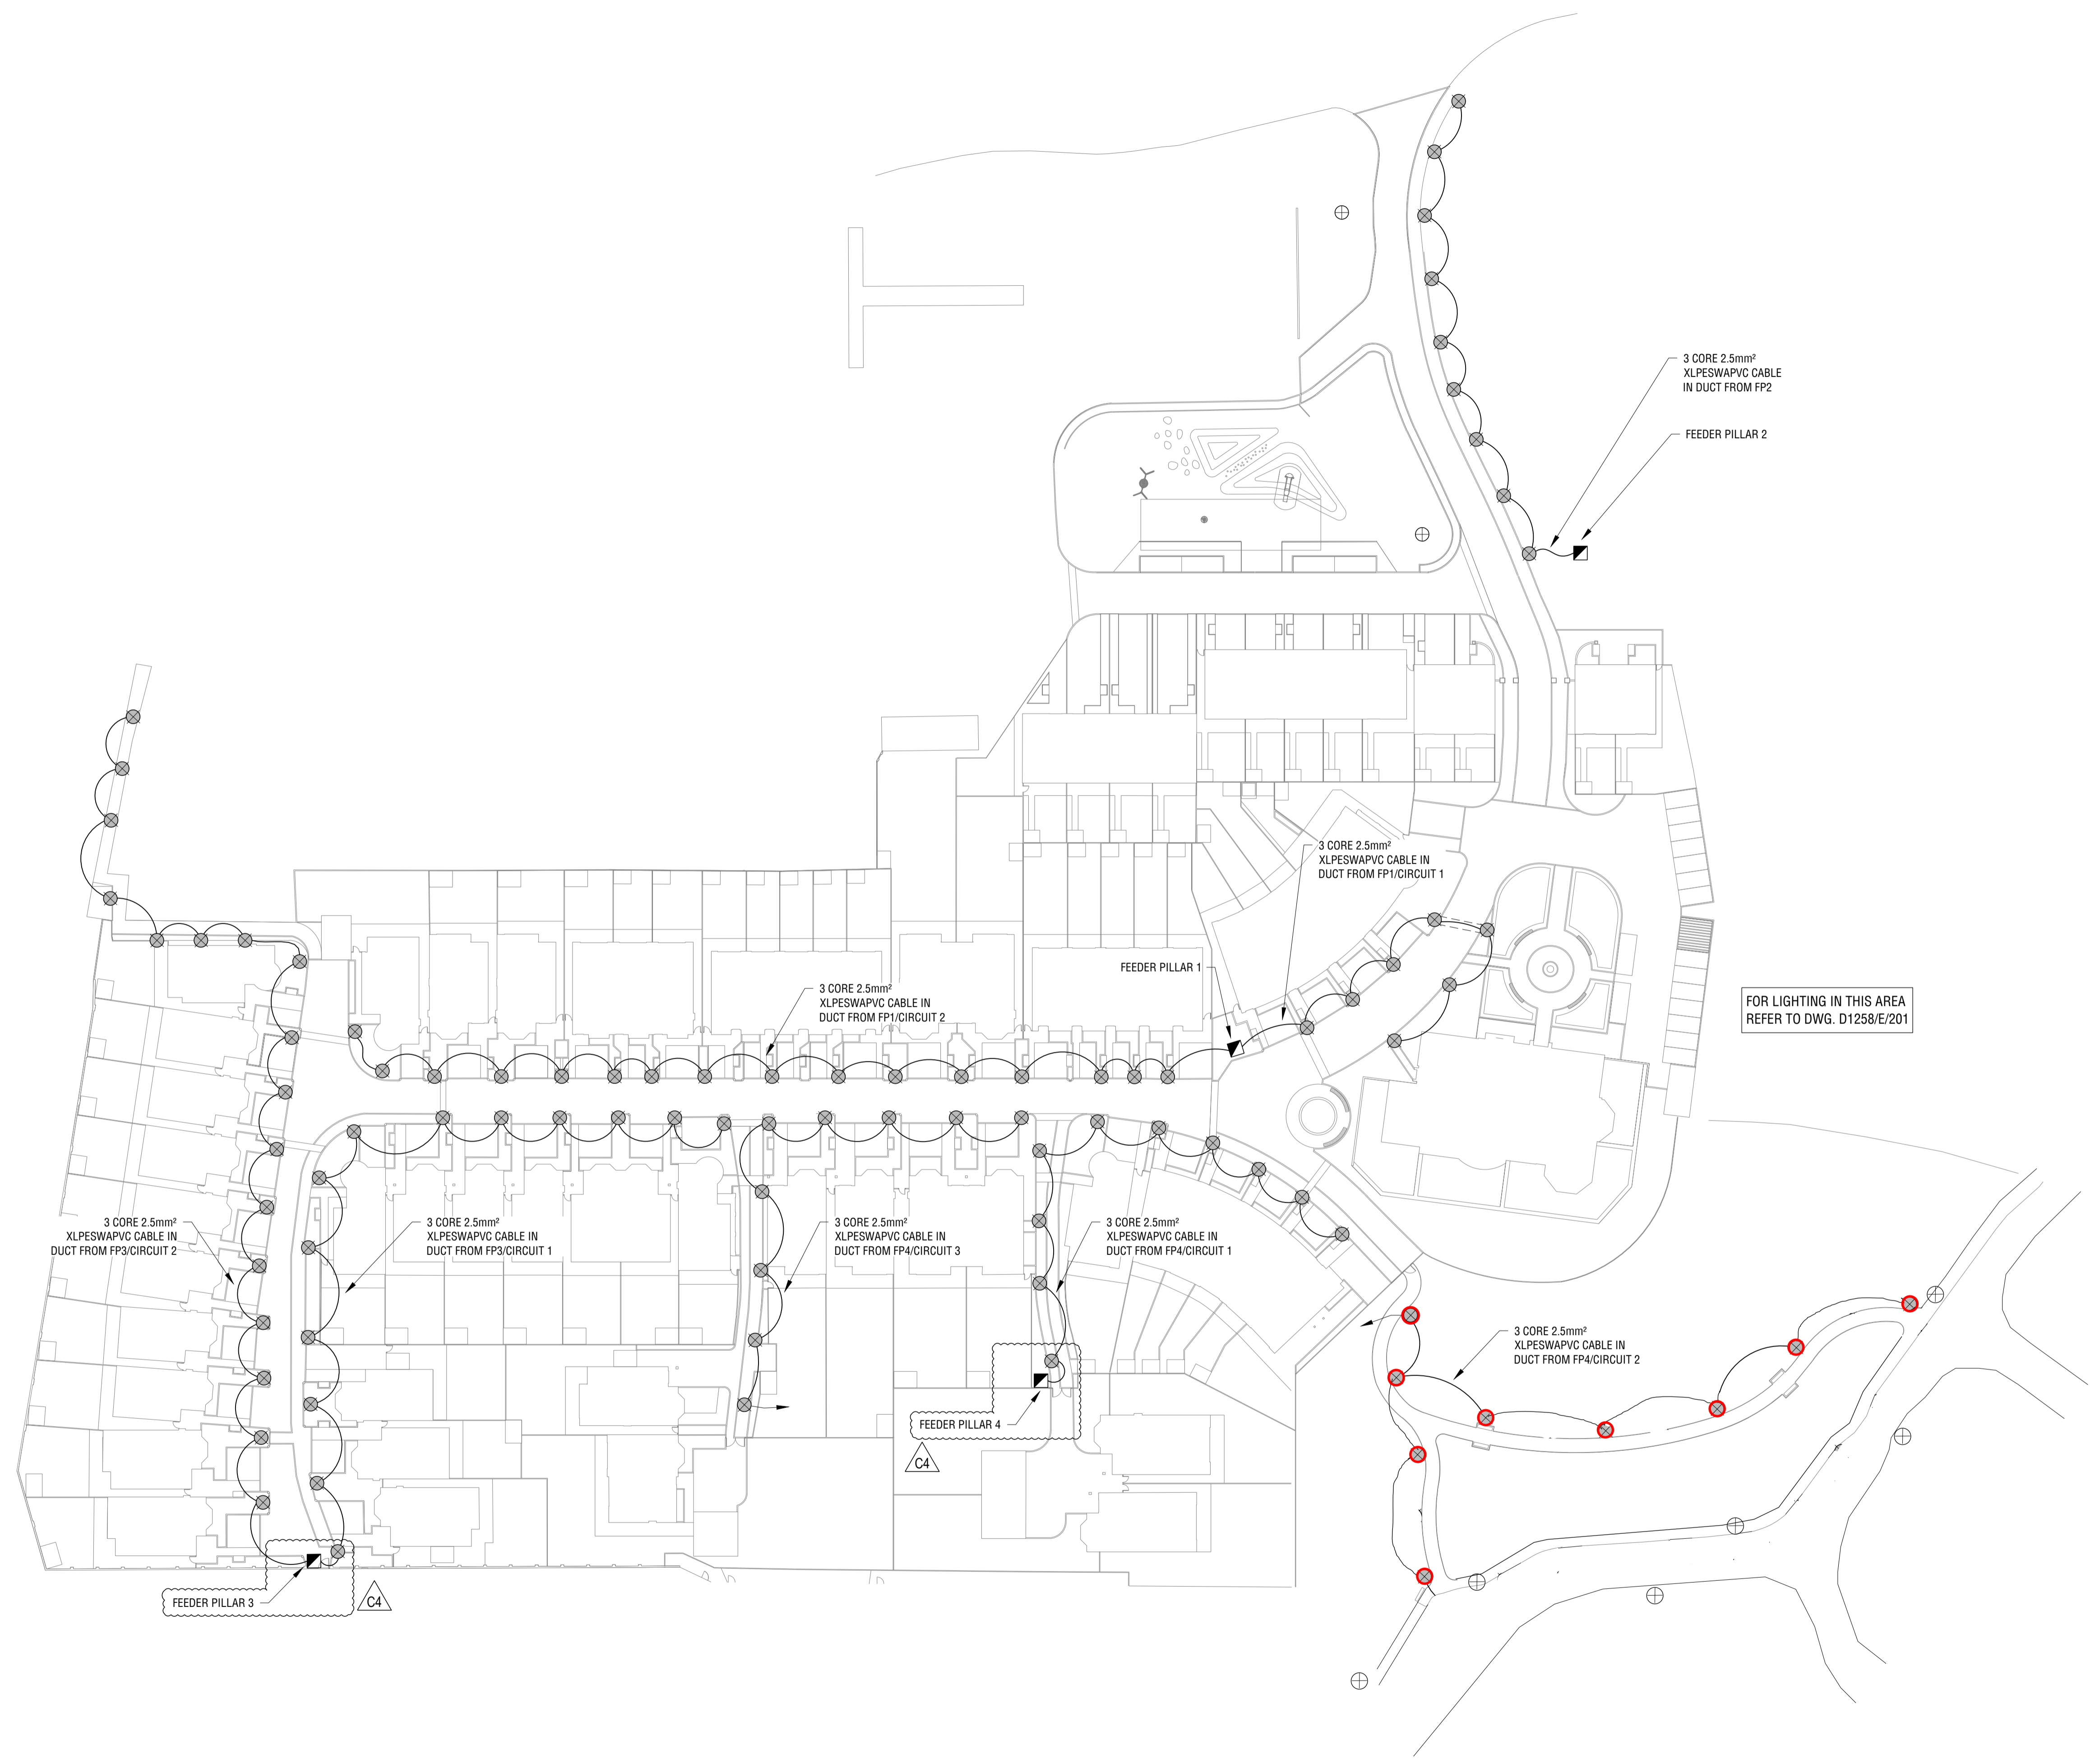 3 CORE 2.5mm²
XLPESWAPVC CABLE
IN DUCT FROM FP2
FEEDER PILLAR 2
3 CORE 2.5mm²
XLPESWAPVC CABLE IN
DUCT FROM FP1/CIRCUIT 1
FEEDER PILLAR 1
3 CORE 2.5mm²
XLPESWAPVC CABLE IN
DUCT FROM FP1/CIRCUIT 2
FOR LIGHTING IN THIS AREA
REFER TO DWG. D1258/E/201
3 CORE 2.5mm²
XLPESWAPVC CABLE IN
DUCT FROM FP3/CIRCUIT 2
3 CORE 2.5mm²
XLPESWAPVC CABLE IN
DUCT FROM FP3/CIRCUIT 1
3 CORE 2.5mm²
XLPESWAPVC CABLE IN
DUCT FROM FP4/CIRCUIT 3
3 CORE 2.5mm²
XLPESWAPVC CABLE IN
DUCT FROM FP4/CIRCUIT 1
3 CORE 2.5mm²
XLPESWAPVC CABLE IN
DUCT FROM FP4/CIRCUIT 2
FEEDER PILLAR 4
C4
FEEDER PILLAR 3
C4